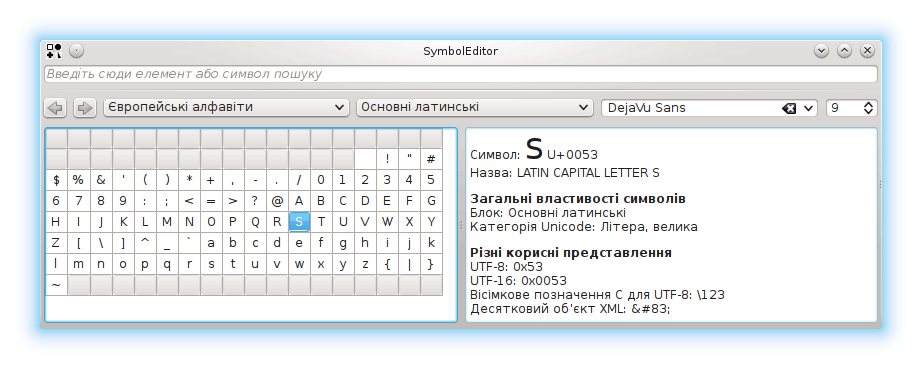 SymbolEditor
Введіть сюди елемент або символ пошуку
Європейські алфавіти Основні латинські DejaVu Sans 9
! " #
$ % & ' ( ) * + , - . / 0 1 2 3 4 5
6 7 8 9 : ; < = > ? @ A B C D E F G
H I J K L M N O P Q R S T U V W X Y
Z [ \ ] ^ _ ` a b c d e f g h i j k
l m n o p q r s t u v w x y z { | }
~
Символ: S U+0053
Назва: LATIN CAPITAL LETTER S
Загальні властивості символів
Блок: Основні латинські
Категорія Unicode: Літера, велика
Різні корисні представлення
UTF-8: 0x53
UTF-16: 0x0053
Вісімкове позначення C для UTF-8: \123
Десятковий об'єкт XML: &#83;